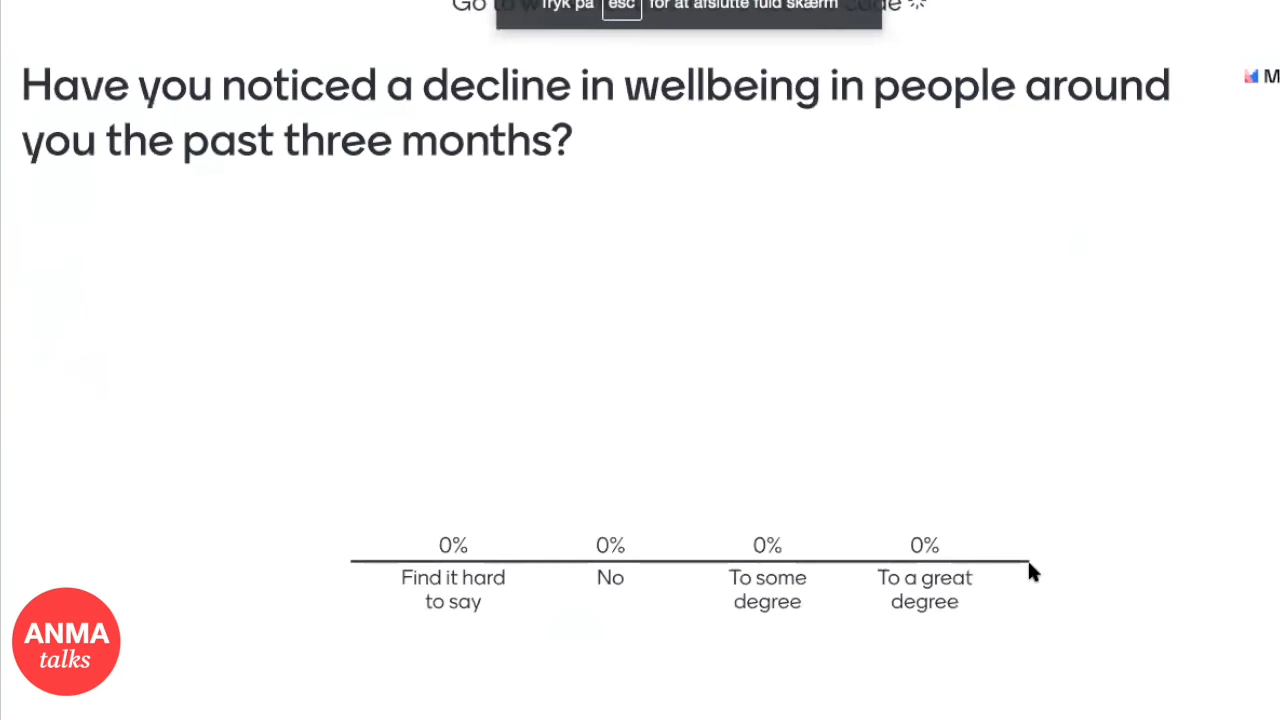 Go to
Tryk på esc for at afslutte fuld skærm
Have you noticed a decline in wellbeing in people around
you the past three months?
M
0% 0% 0% 0%
Find it hard No To some To a great
to say degree degree
ANMA
talks